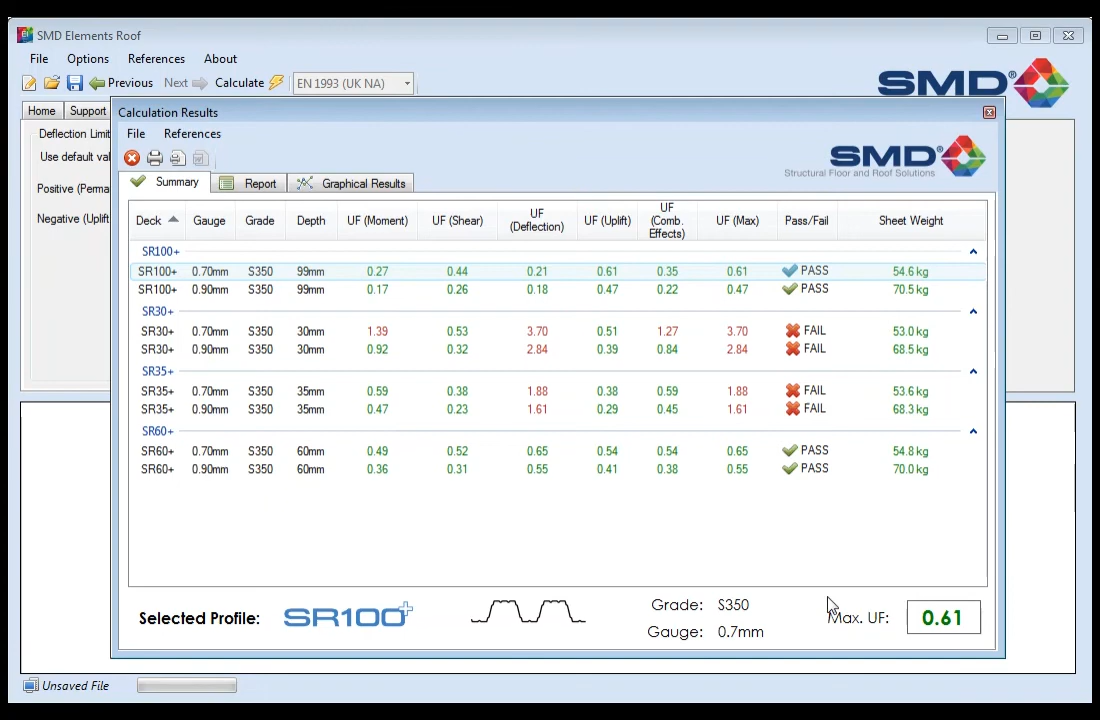 SMD Elements Roof
File Options References About
Previous Next Calculate EN 1993 (UK NA)
SMD®
Home Support
Calculation Results
Deflection Limit
File References
Use default val
SMD®
Structural Floor and Roof Solutions
Positive (Perma
Summary Report Graphical Results
Negative (Uplift
Deck Gauge Grade Depth UF (Moment) UF (Shear) UF (Deflection) UF (Uplift) UF (Comb. Effects) UF (Max) Pass/Fail Sheet Weight
SR100+
SR100+ 0.70mm S350 99mm 0.27 0.44 0.21 0.61 0.35 0.61 PASS 54.6 kg
SR100+ 0.90mm S350 99mm 0.17 0.26 0.18 0.47 0.22 0.47 PASS 70.5 kg
SR30+
SR30+ 0.70mm S350 30mm 1.39 0.53 3.70 0.51 1.27 3.70 FAIL 53.0 kg
SR30+ 0.90mm S350 30mm 0.92 0.32 2.84 0.39 0.84 2.84 FAIL 68.5 kg
SR35+
SR35+ 0.70mm S350 35mm 0.59 0.38 1.88 0.38 0.59 1.88 FAIL 53.6 kg
SR35+ 0.90mm S350 35mm 0.47 0.23 1.61 0.29 0.45 1.61 FAIL 68.3 kg
SR60+
SR60+ 0.70mm S350 60mm 0.49 0.52 0.65 0.54 0.54 0.65 PASS 54.8 kg
SR60+ 0.90mm S350 60mm 0.36 0.31 0.55 0.41 0.38 0.55 PASS 70.0 kg
Selected Profile: SR100+ Grade: S350 Max. UF: 0.61
Gauge: 0.7mm
Unsaved File